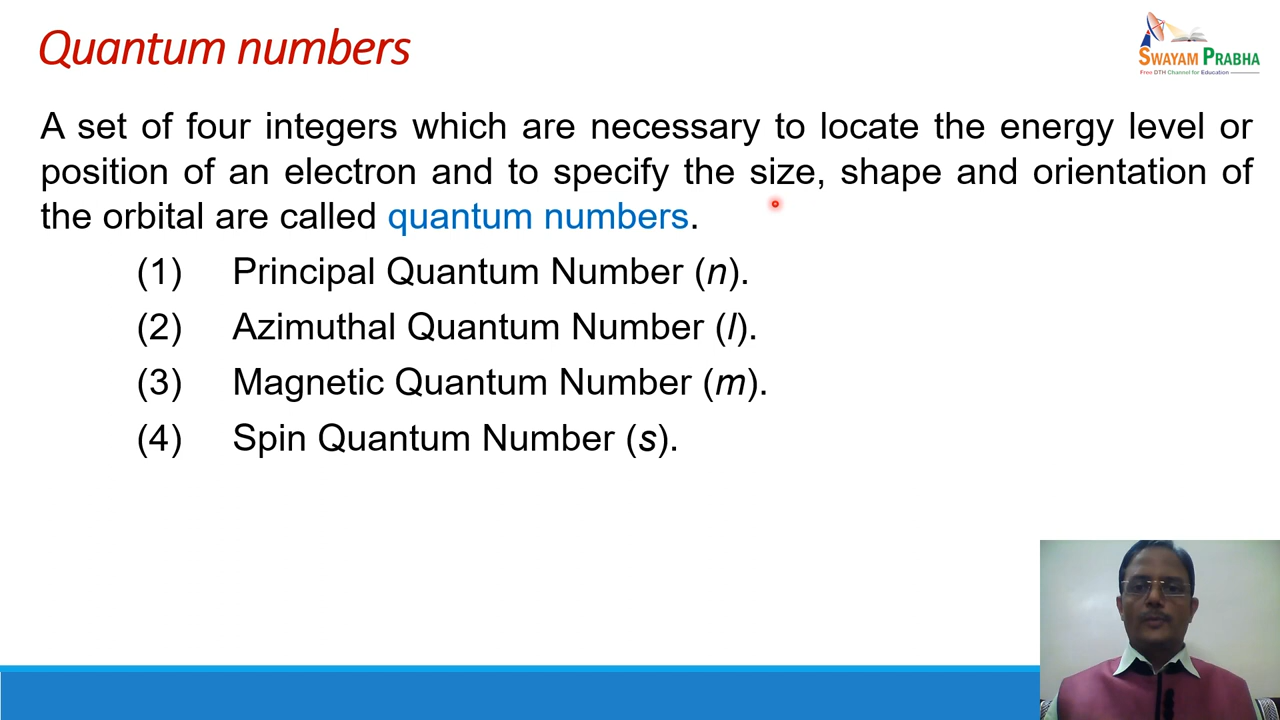 Quantum numbers
SWAYAM PRABHA
Free DTH Channel for Education
A set of four integers which are necessary to locate the energy level or
position of an electron and to specify the size, shape and orientation of
the orbital are called quantum numbers.
(1) Principal Quantum Number (n).
(2) Azimuthal Quantum Number (l).
(3) Magnetic Quantum Number (m).
(4) Spin Quantum Number (s).